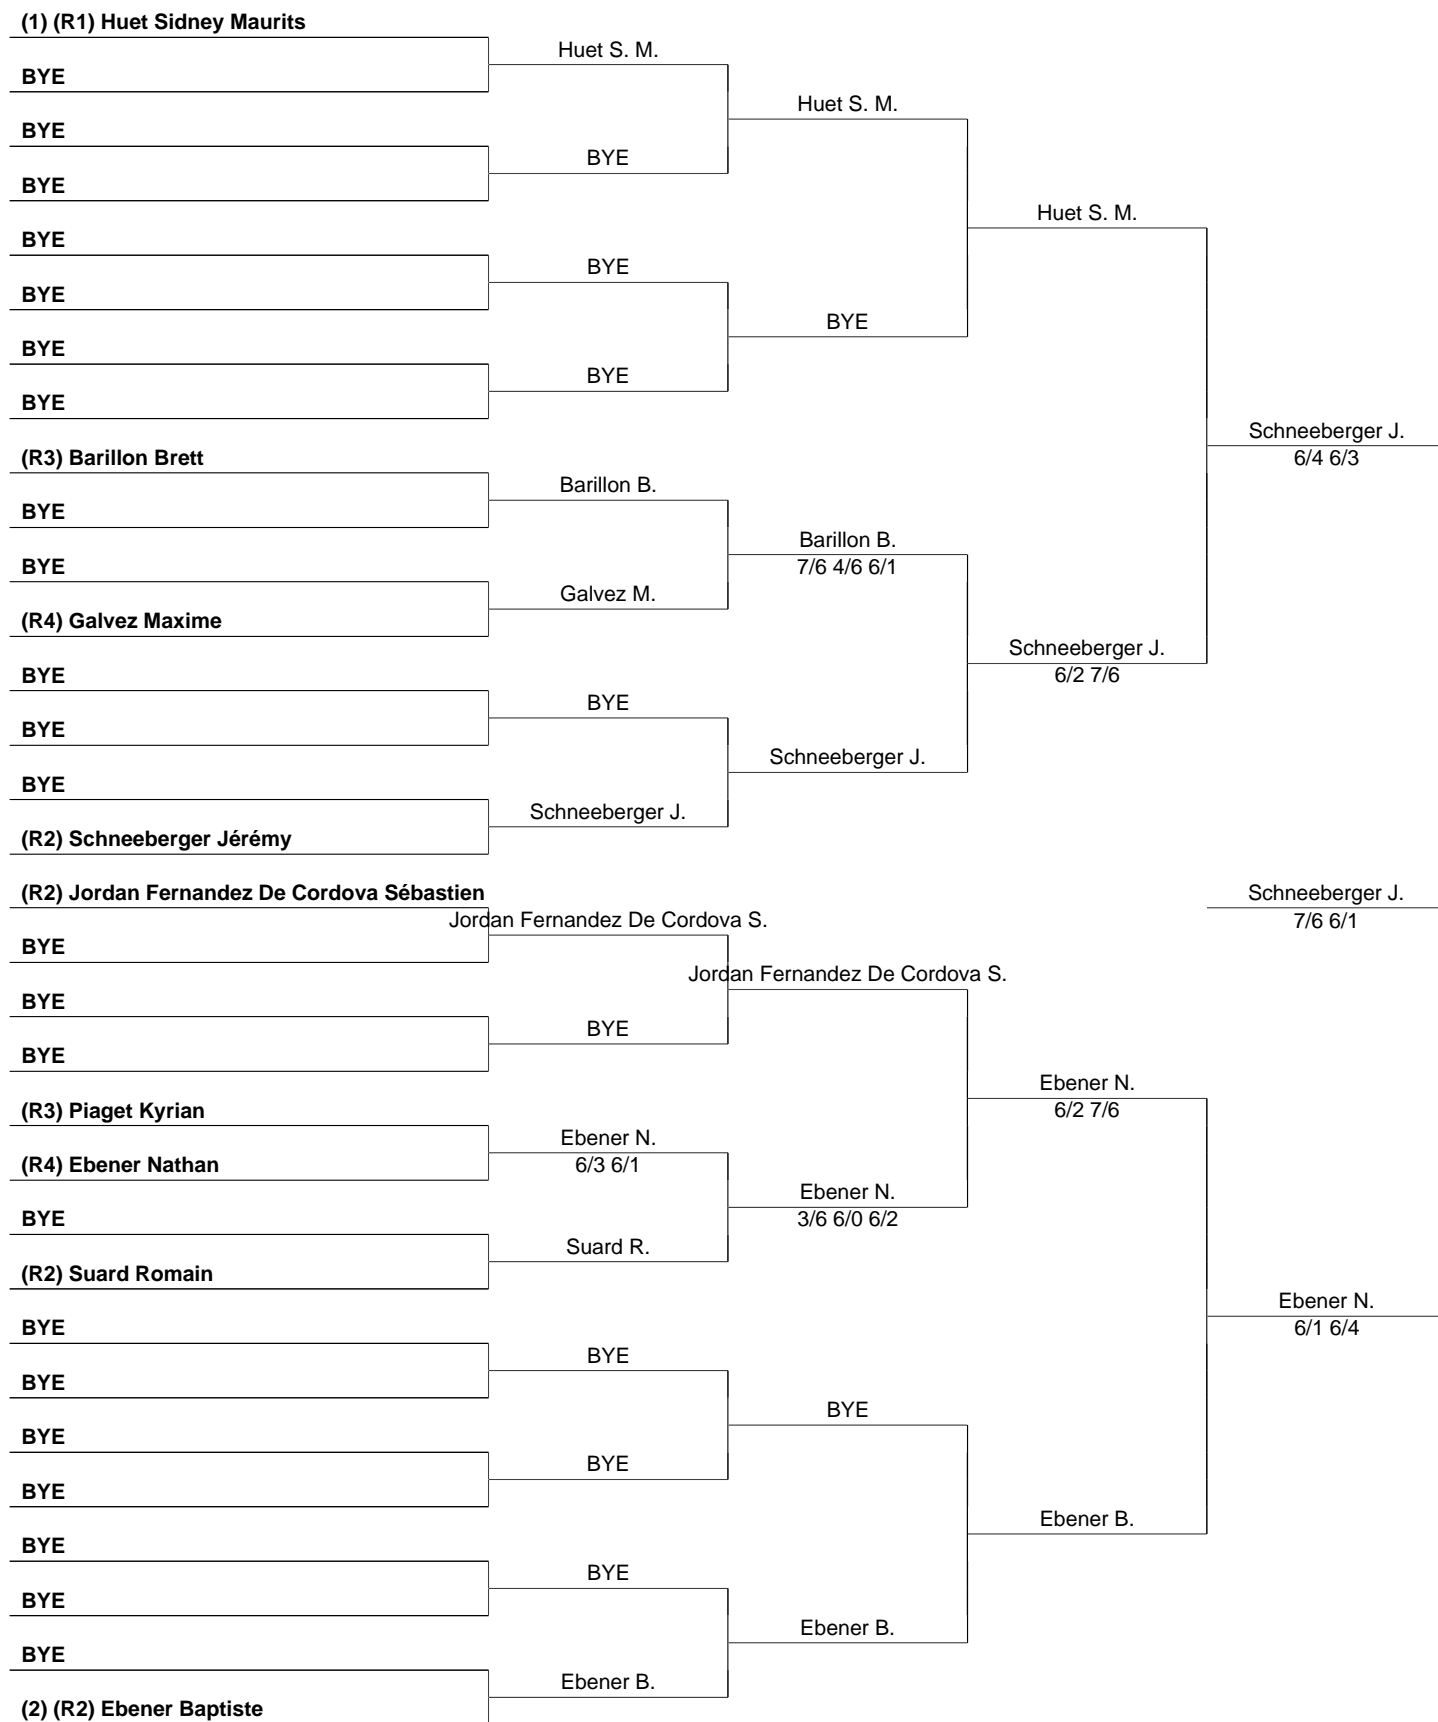 (1) (R1) Huet Sidney Maurits
Huet S. M.
BYE
Huet S. M.
BYE
BYE
BYE
Huet S. M.
BYE
BYE
BYE
BYE
BYE
BYE
BYE
Schneeberger J.
6/4 6/3
(R3) Barillon Brett
Barillon B.
BYE
Barillon B.
7/6 4/6 6/1
BYE
Galvez M.
(R4) Galvez Maxime
Schneeberger J.
6/2 7/6
BYE
BYE
BYE
Schneeberger J.
BYE
Schneeberger J.
(R2) Schneeberger Jérémy
(R2) Jordan Fernandez De Cordova Sébastien
Schneeberger J.
7/6 6/1
Jordan Fernandez De Cordova S.
BYE
Jordan Fernandez De Cordova S.
BYE
BYE
BYE
Ebener N.
6/2 7/6
(R3) Piaget Kyrian
Ebener N.
6/3 6/1
(R4) Ebener Nathan
Ebener N.
3/6 6/0 6/2
BYE
Suard R.
(R2) Suard Romain
Ebener N.
6/1 6/4
BYE
BYE
BYE
BYE
BYE
BYE
BYE
Ebener B.
BYE
BYE
BYE
Ebener B.
BYE
Ebener B.
(2) (R2) Ebener Baptiste